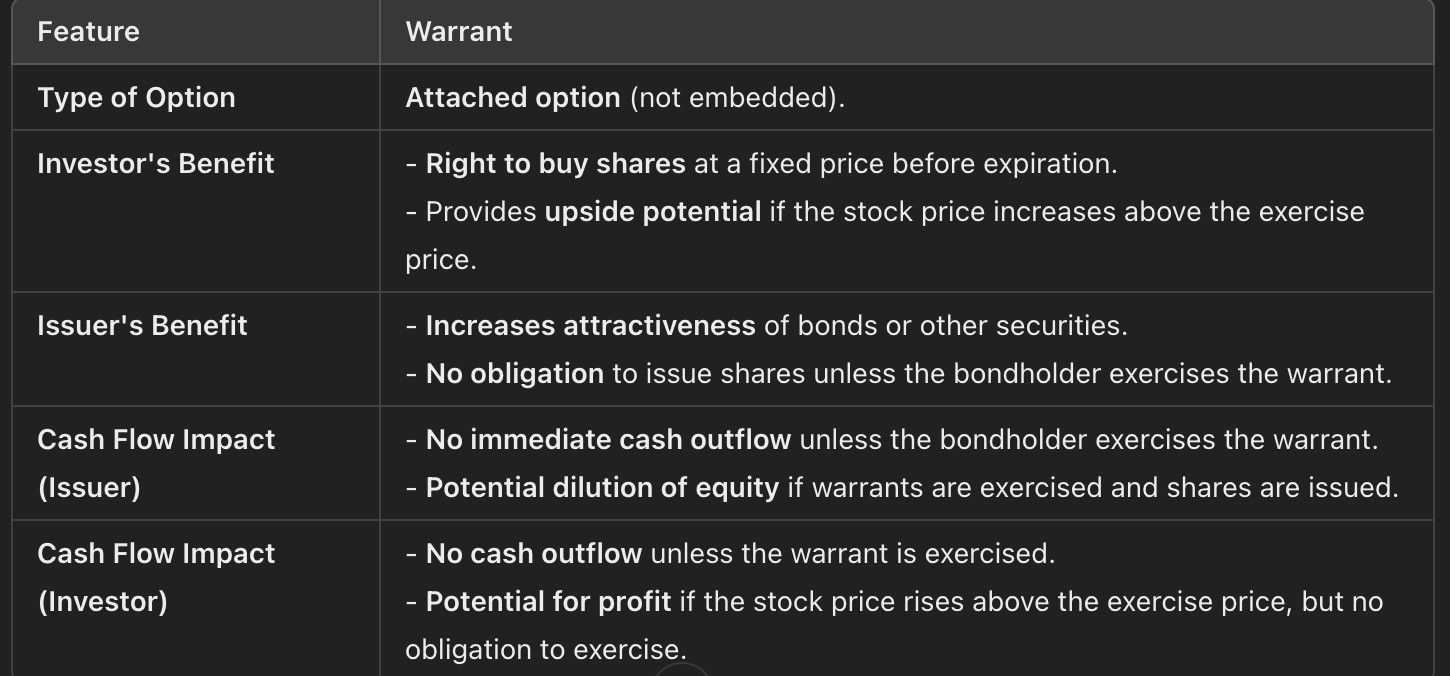 Feature
Warrant
Type of Option
Attached option (not embedded).
Investor's Benefit
- Right to buy shares at a fixed price before expiration.
- Provides upside potential if the stock price increases above the exercise
price.
Issuer's Benefit
- Increases attractiveness of bonds or other securities.
- No obligation to issue shares unless the bondholder exercises the warrant.
Cash Flow Impact
(Issuer)
- No immediate cash outflow unless the bondholder exercises the warrant.
- Potential dilution of equity if warrants are exercised and shares are issued.
Cash Flow Impact
(Investor)
- No cash outflow unless the warrant is exercised.
- Potential for profit if the stock price rises above the exercise price, but no
obligation to exercise.